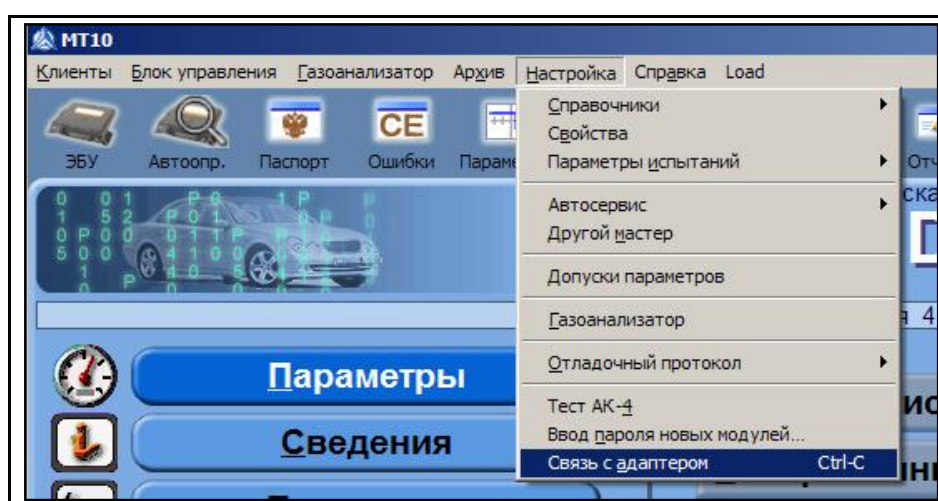 МТ10
Клиенты Блок управления Газоанализатор Архив Настройка Справка Load
ЭБУ Автоопр. Паспорт Ошибки
CE
Справочники
Свойства
Параметры испытаний
Автосервис
Другой мастер
Допуски параметров
Газоанализатор
Отладочный протокол
Тест АК-4
Ввод пароля новых модулей...
Связь с адаптером Ctrl-C
Параметры
Сведения